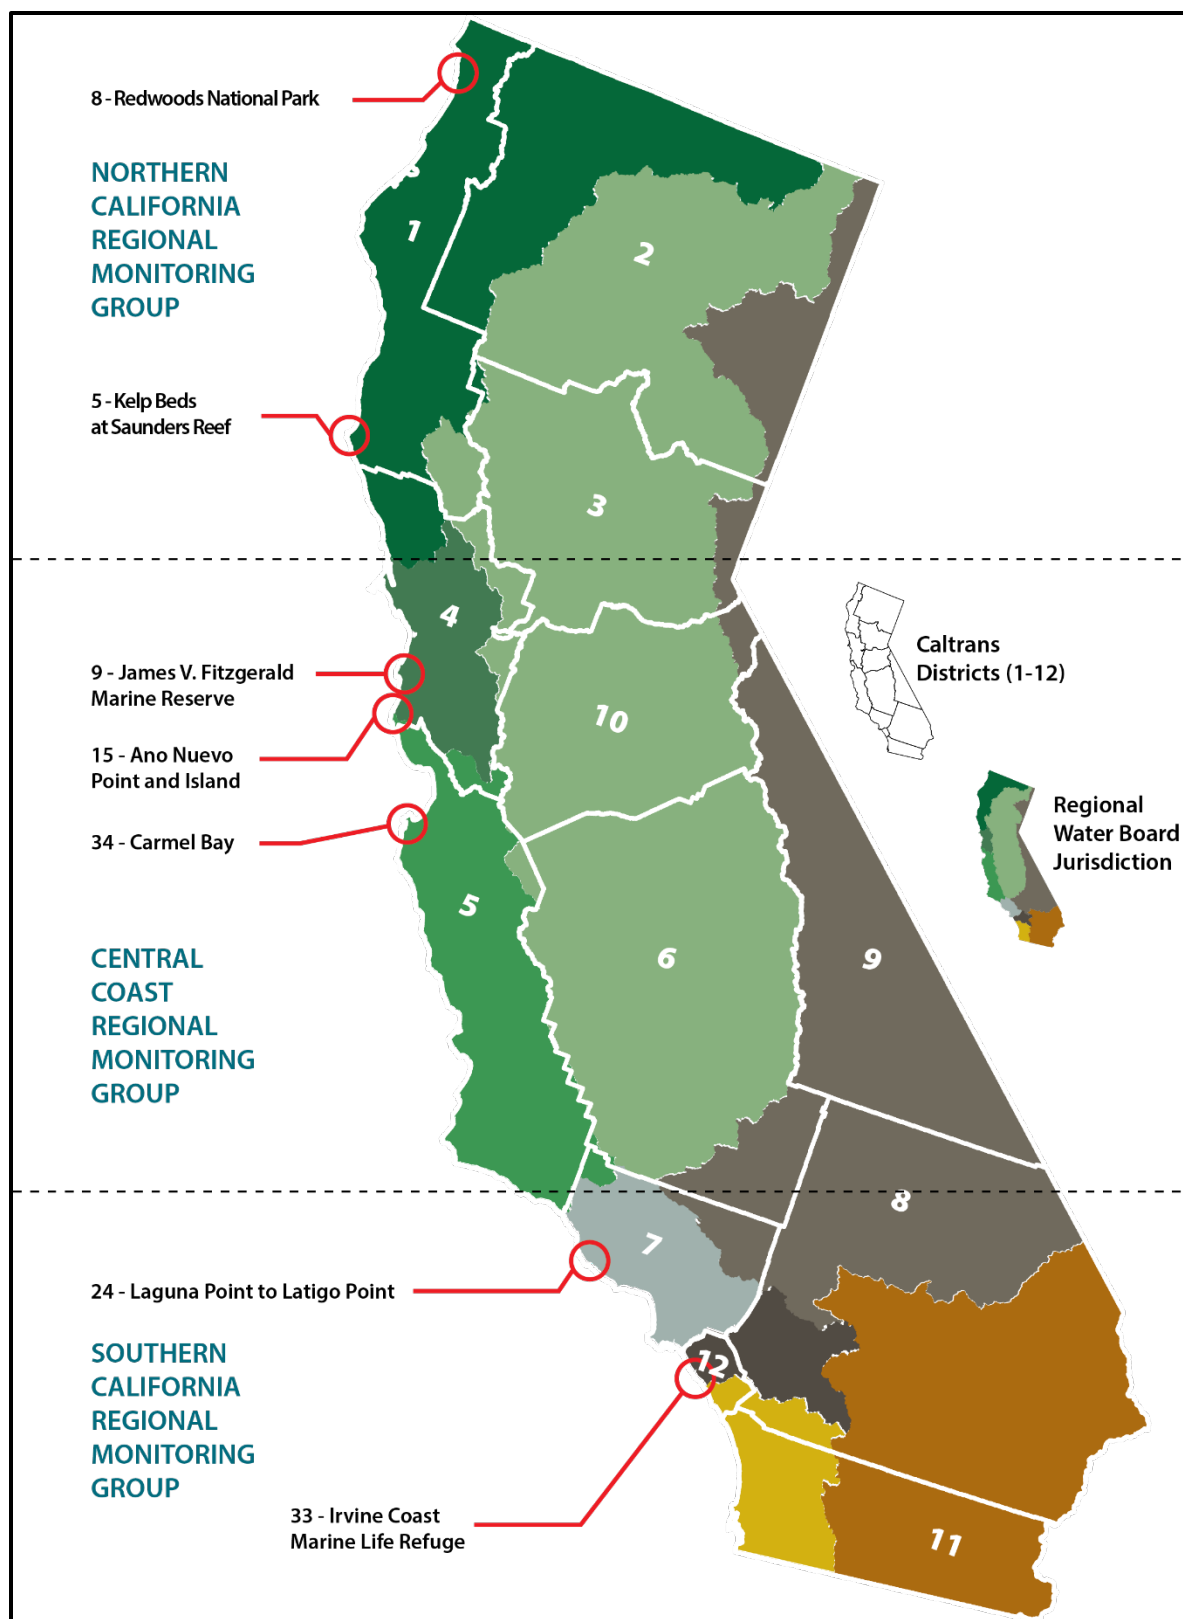 8 - Redwoods National Park
NORTHERN
CALIFORNIA
REGIONAL
MONITORING
GROUP
1
2
5 - Kelp Beds
at Saunders Reef
3
4
9 - James V. Fitzgerald
Marine Reserve
Caltrans
Districts (1-12)
10
15 - Ano Nuevo
Point and Island
34 - Carmel Bay
Regional
Water Board
Jurisdiction
5
6
9
CENTRAL
COAST
REGIONAL
MONITORING
GROUP
8
7
24 - Laguna Point to Latigo Point
SOUTHERN
CALIFORNIA
REGIONAL
MONITORING
GROUP
12
33 - Irvine Coast
Marine Life Refuge
11